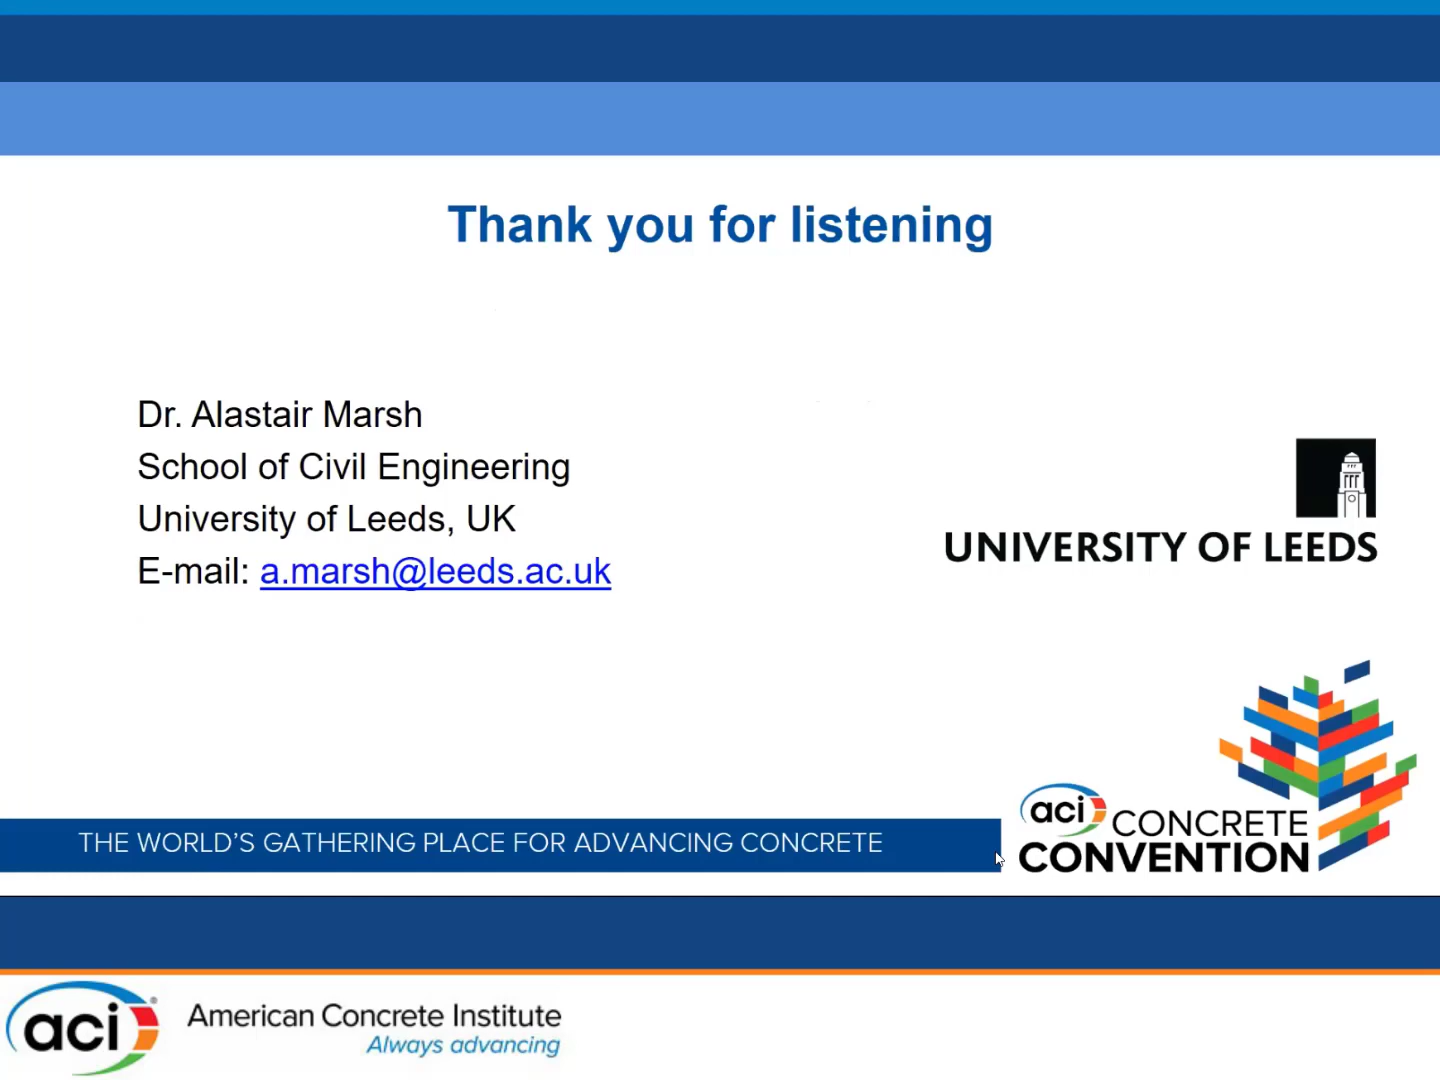 Thank you for listening
Dr. Alastair Marsh
School of Civil Engineering
University of Leeds, UK
E-mail: a.marsh@leeds.ac.uk
UNIVERSITY OF LEEDS
THE WORLD'S GATHERING PLACE FOR ADVANCING CONCRETE
aci CONCRETE
CONVENTION
aci®
American Concrete Institute
Always advancing